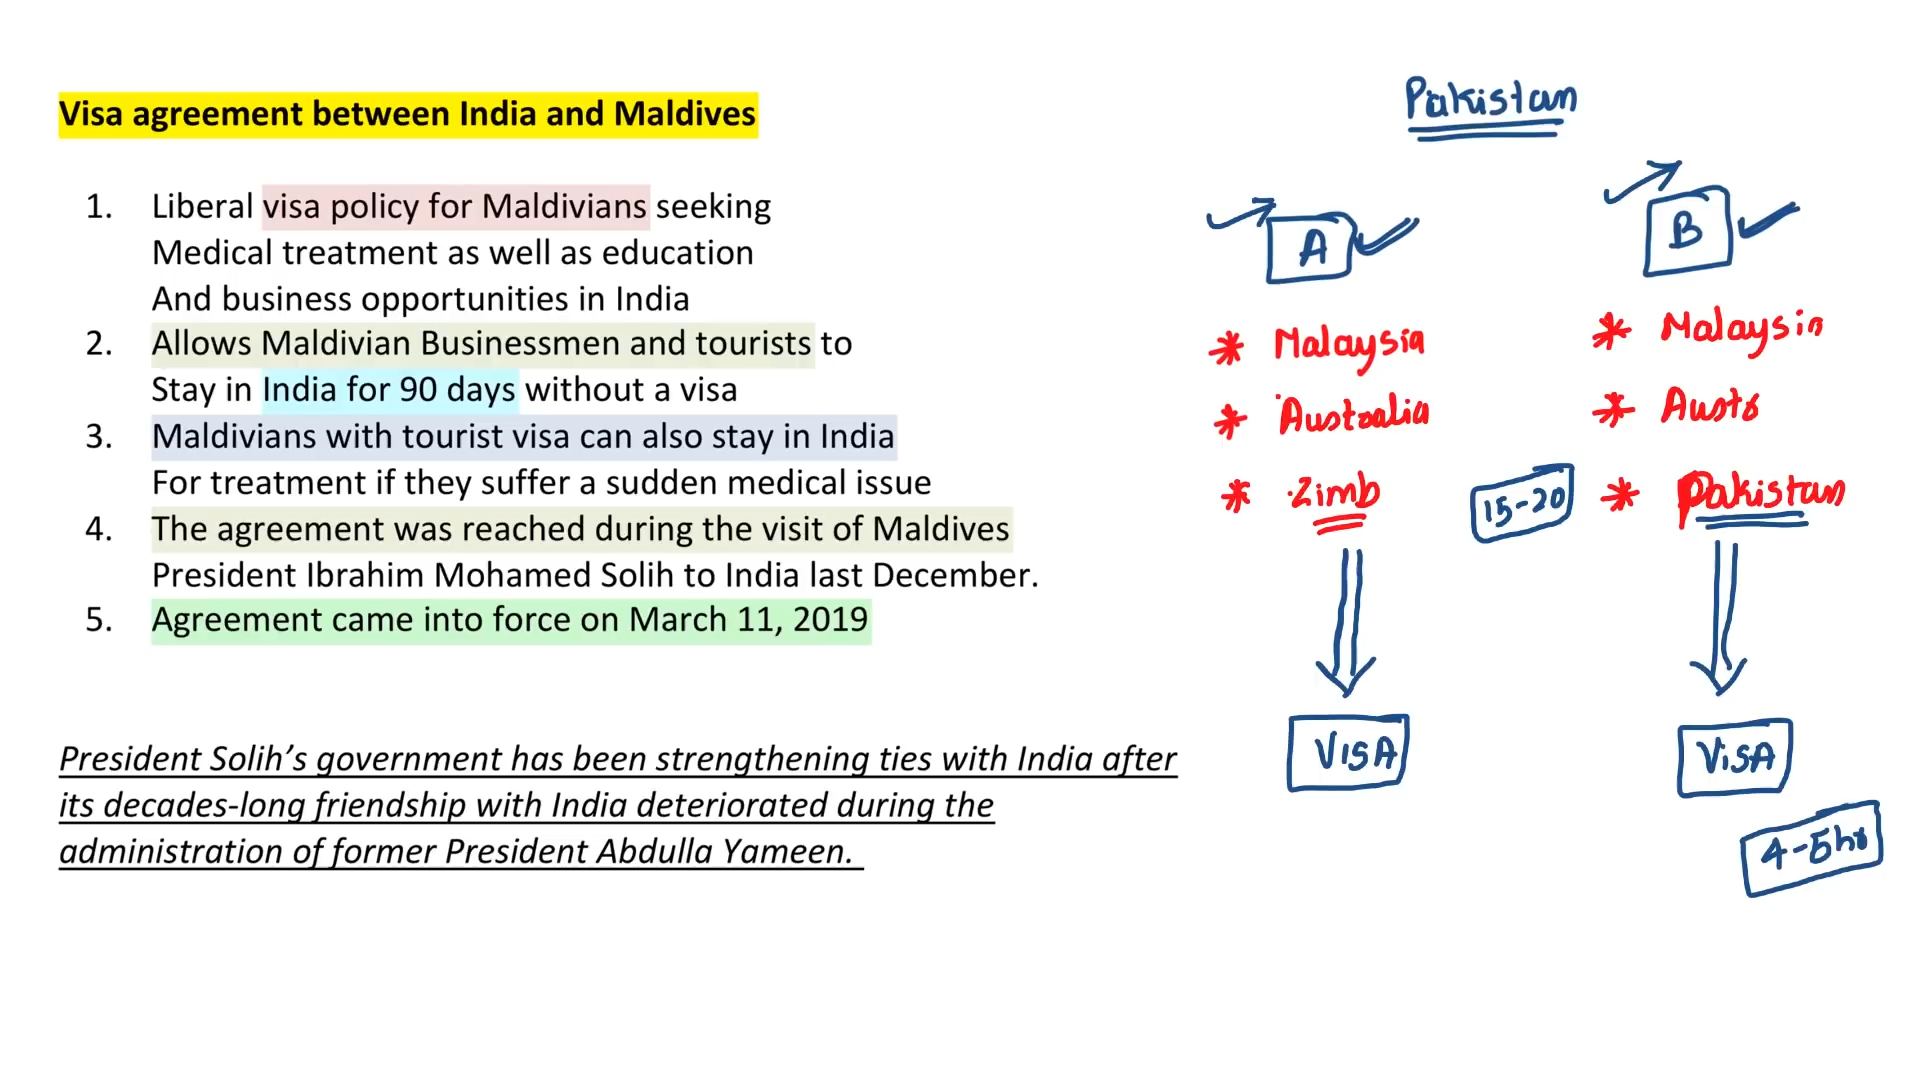 Visa agreement between India and Maldives
1. Liberal visa policy for Maldivians seeking
Medical treatment as well as education
And business opportunities in India
2. Allows Maldivian Businessmen and tourists to
Stay in India for 90 days without a visa
3. Maldivians with tourist visa can also stay in India
For treatment if they suffer a sudden medical issue
4. The agreement was reached during the visit of Maldives
President Ibrahim Mohamed Solih to India last December.
5. Agreement came into force on March 11, 2019
President Solih’s government has been strengthening ties with India after
its decades-long friendship with India deteriorated during the
administration of former President Abdulla Yameen.
Pakistan
A
* Malaysia
* Australia
* Zimb
VISA
15-20
B
* Malaysia
* Austr
* Pakistan
VISA
4-5hr